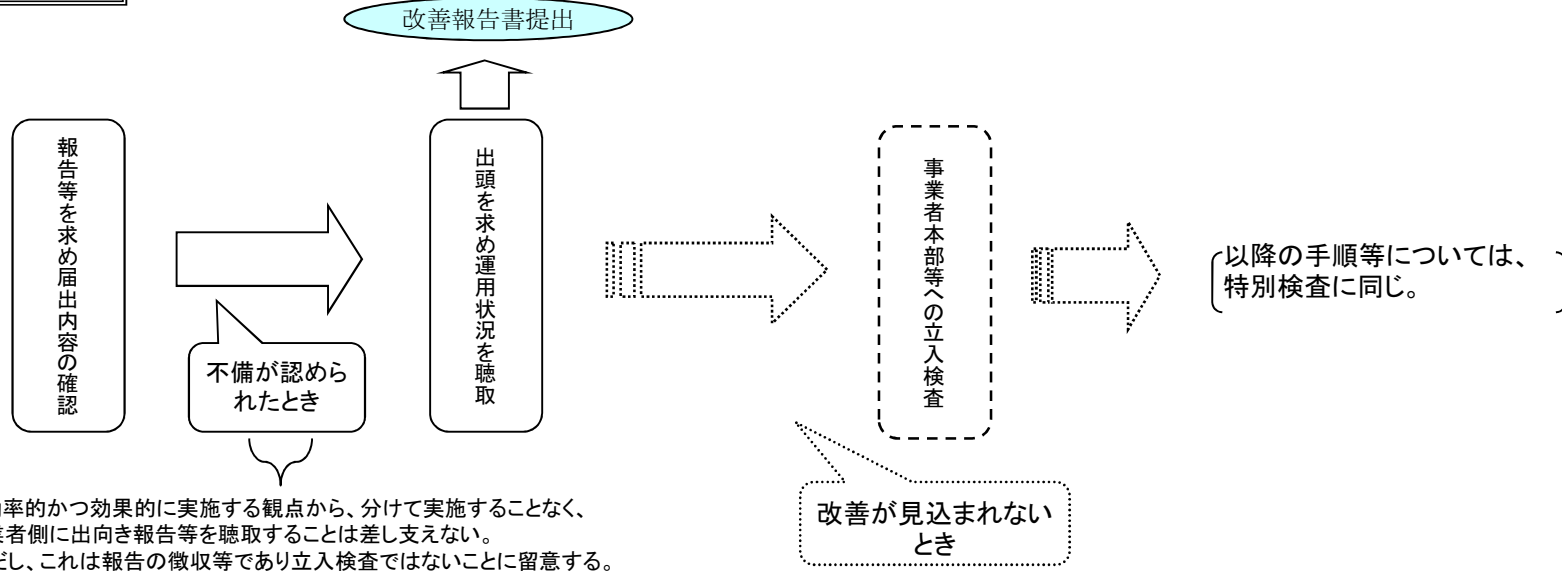 改善報告書提出
報告等を求め届出内容の確認
不備が認めら
れたとき
出頭を求め運用状況を聴取
事業者本部等への立入検査
改善が見込まれない
とき
以降の手順等については、
特別検査に同じ。
率的かつ効果的に実施する観点から、分けて実施することなく、
者側に出向き報告等を聴取することは差し支えない。
だし、これは報告の徴収等であり立入検査ではないことに留意する。